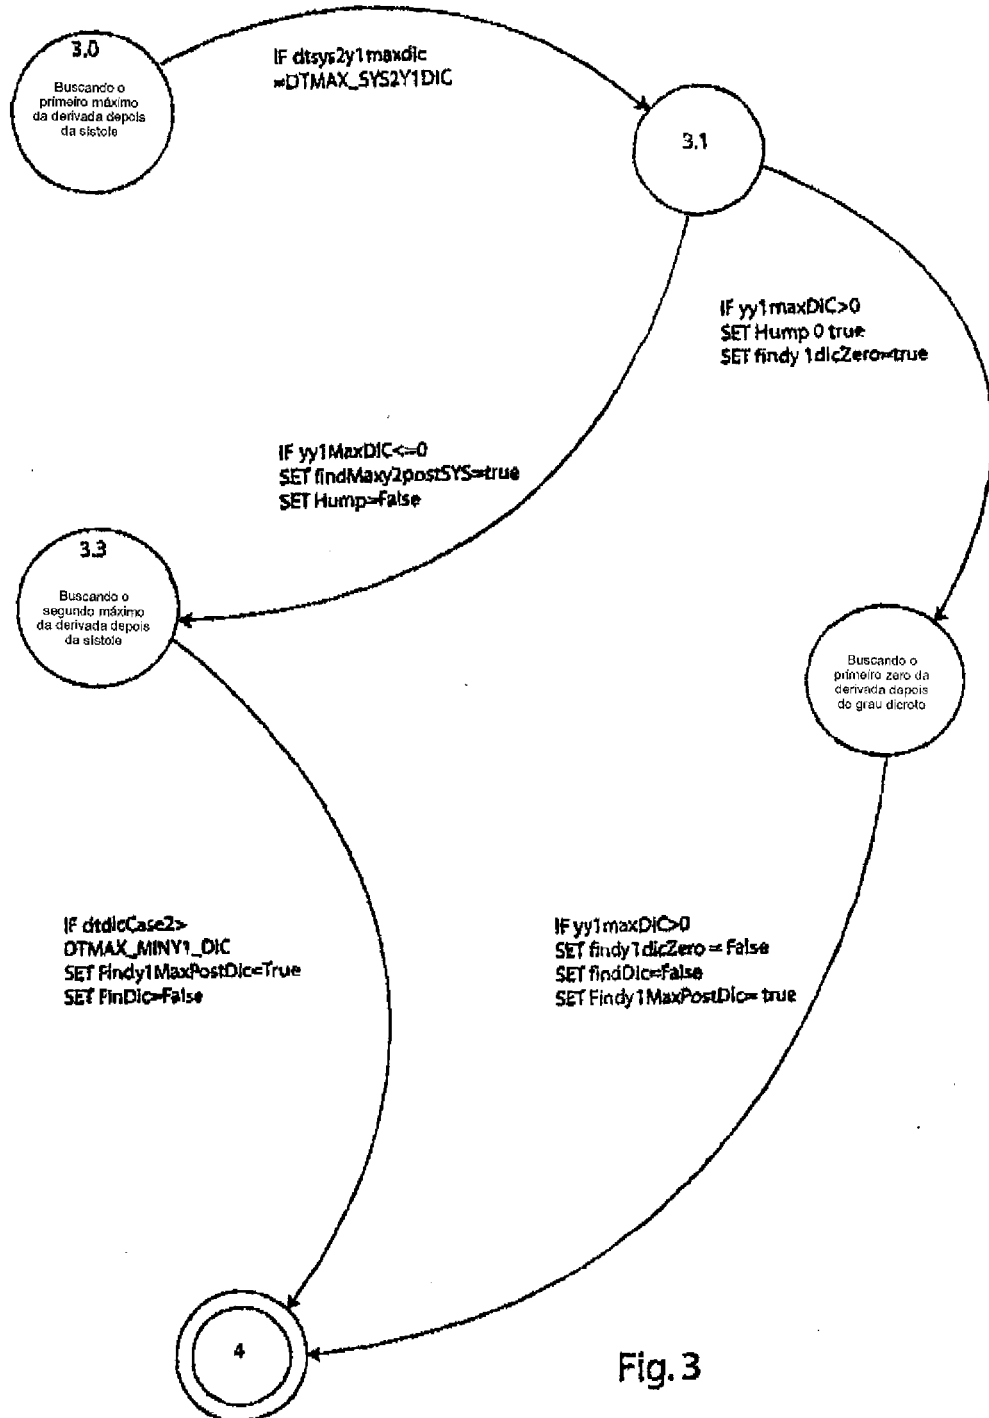 3.0
Buscando o
primeiro máximo
da derivada depois
da sístole
IF dtsys2y1maxdic
=DTMAX_SYS2Y1DIC
3.1
IF yy1maxDIC>0
SET Hump 0 true
SET findy 1dicZero=true
IF yy1MaxDIC<=0
SET findMaxy2postSYS=true
SET Hump=False
3.3
Buscando o
segundo máximo
da derivada depois
da sístole
Buscando o
primeiro zero da
derivada depois
do grau dicroto
IF dtdicCase2>
DTMAX_MINY1_DIC
SET Findy1MaxPostDic=True
SET FinDic=False
IF yy1maxDIC>0
SET findy1dicZero = False
SET findDic=False
SET Findy1MaxPostDic= true
4
Fig. 3